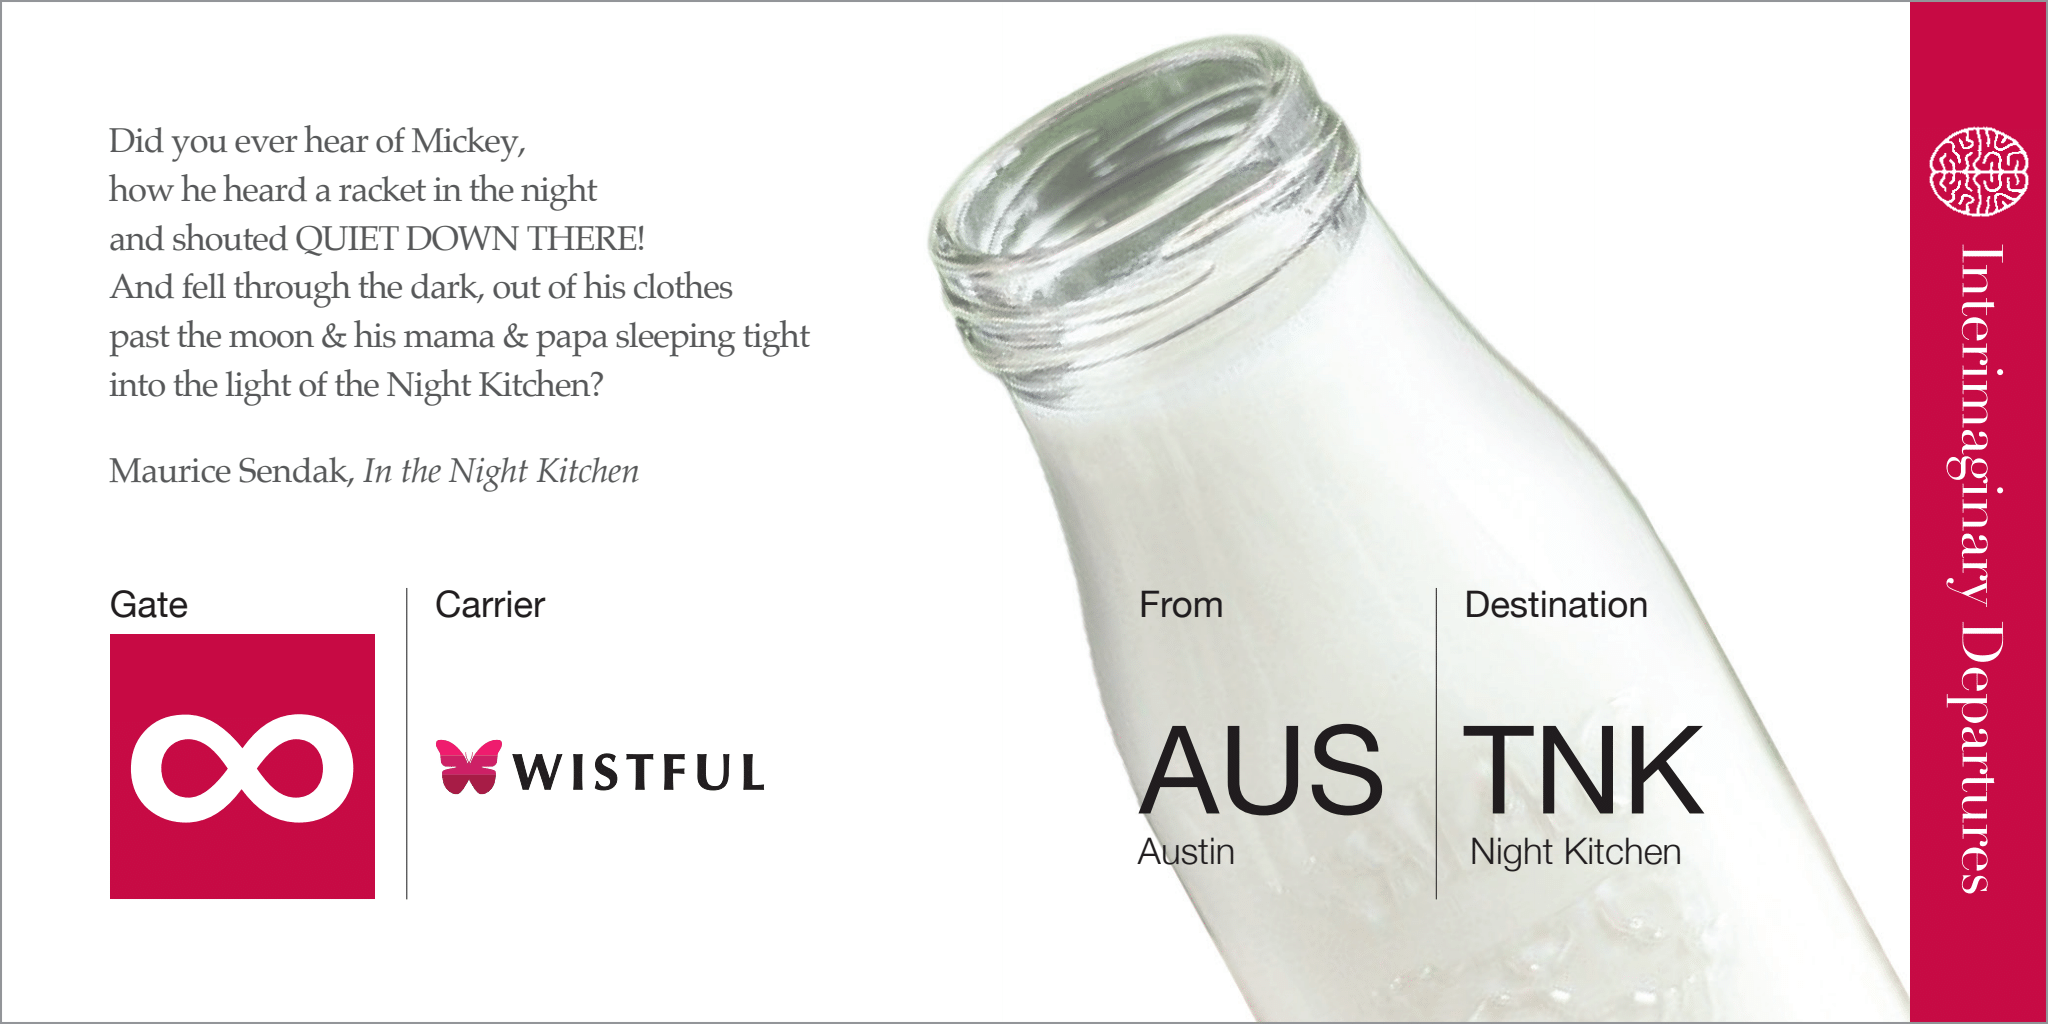 Did you ever hear of Mickey,
how he heard a racket in the night
and shouted QUIET DOWN THERE!
And fell through the dark, out of his clothes
past the moon & his mama & papa sleeping tight
into the light of the Night Kitchen?
Maurice Sendak, In the Night Kitchen
Gate
∞
Carrier
WISTFUL
From
AUS
Austin
Destination
TNK
Night Kitchen
Interimaginary Departures